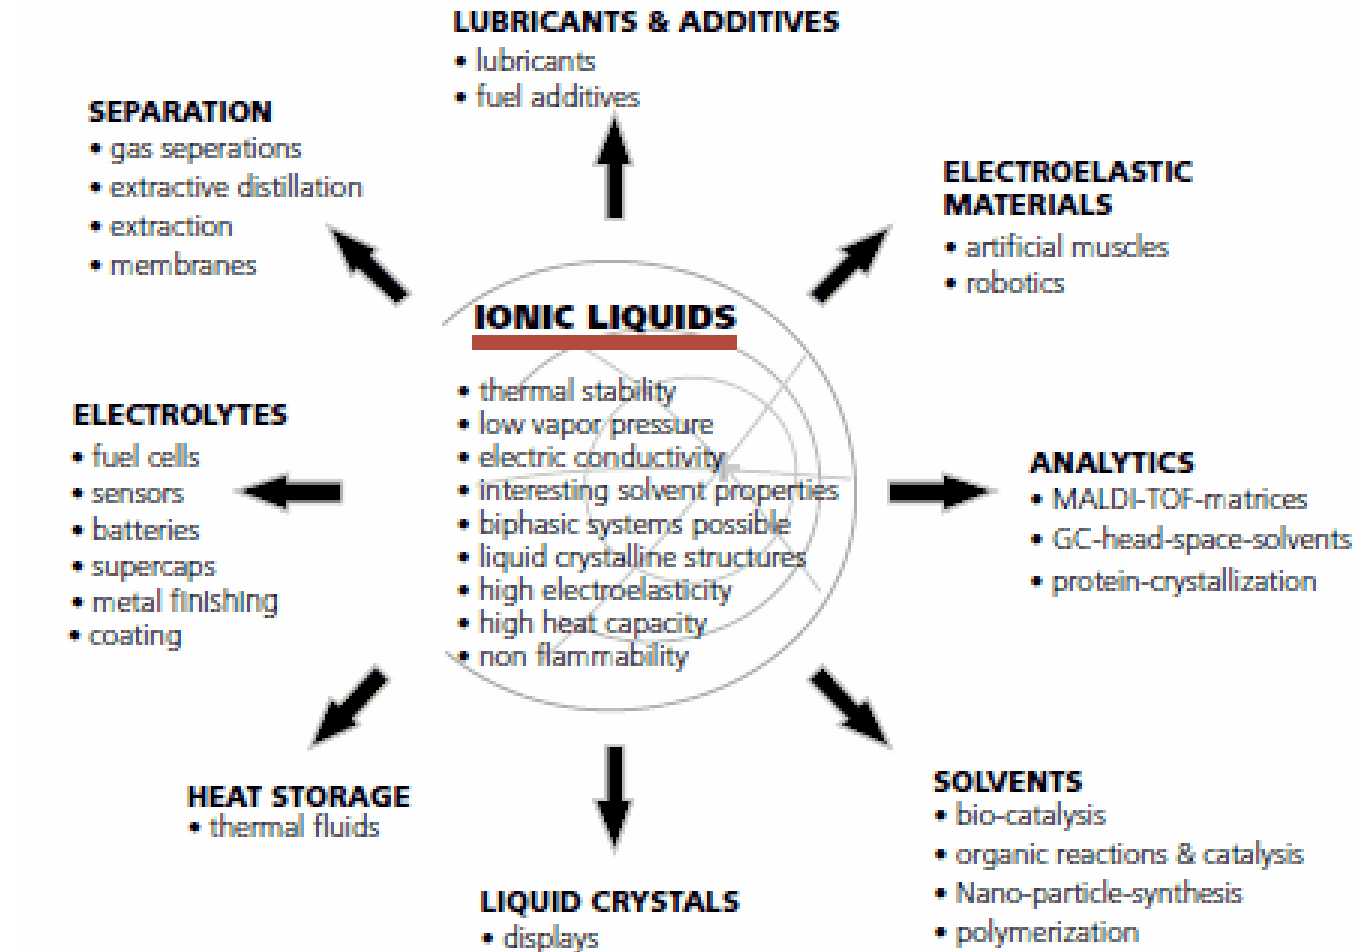 LUBRICANTS & ADDITIVES
• lubricants
• fuel additives
SEPARATION
• gas seperations
• extractive distillation
• extraction
• membranes
ELECTROELASTIC
MATERIALS
• artificial muscles
• robotics
IONIC LIQUIDS
• thermal stability
• low vapor pressure
• electric conductivity
• interesting solvent properties
• biphasic systems possible
• liquid crystalline structures
• high electroelasticity
• high heat capacity
• non flammability
ELECTROLYTES
• fuel cells
• sensors
• batteries
• supercaps
• metal finishing
• coating
ANALYTICS
• MALDI-TOF-matrices
• GC-head-space-solvents
• protein-crystallization
HEAT STORAGE
• thermal fluids
LIQUID CRYSTALS
• displays
SOLVENTS
• bio-catalysis
• organic reactions & catalysis
• Nano-particle-synthesis
• polymerization